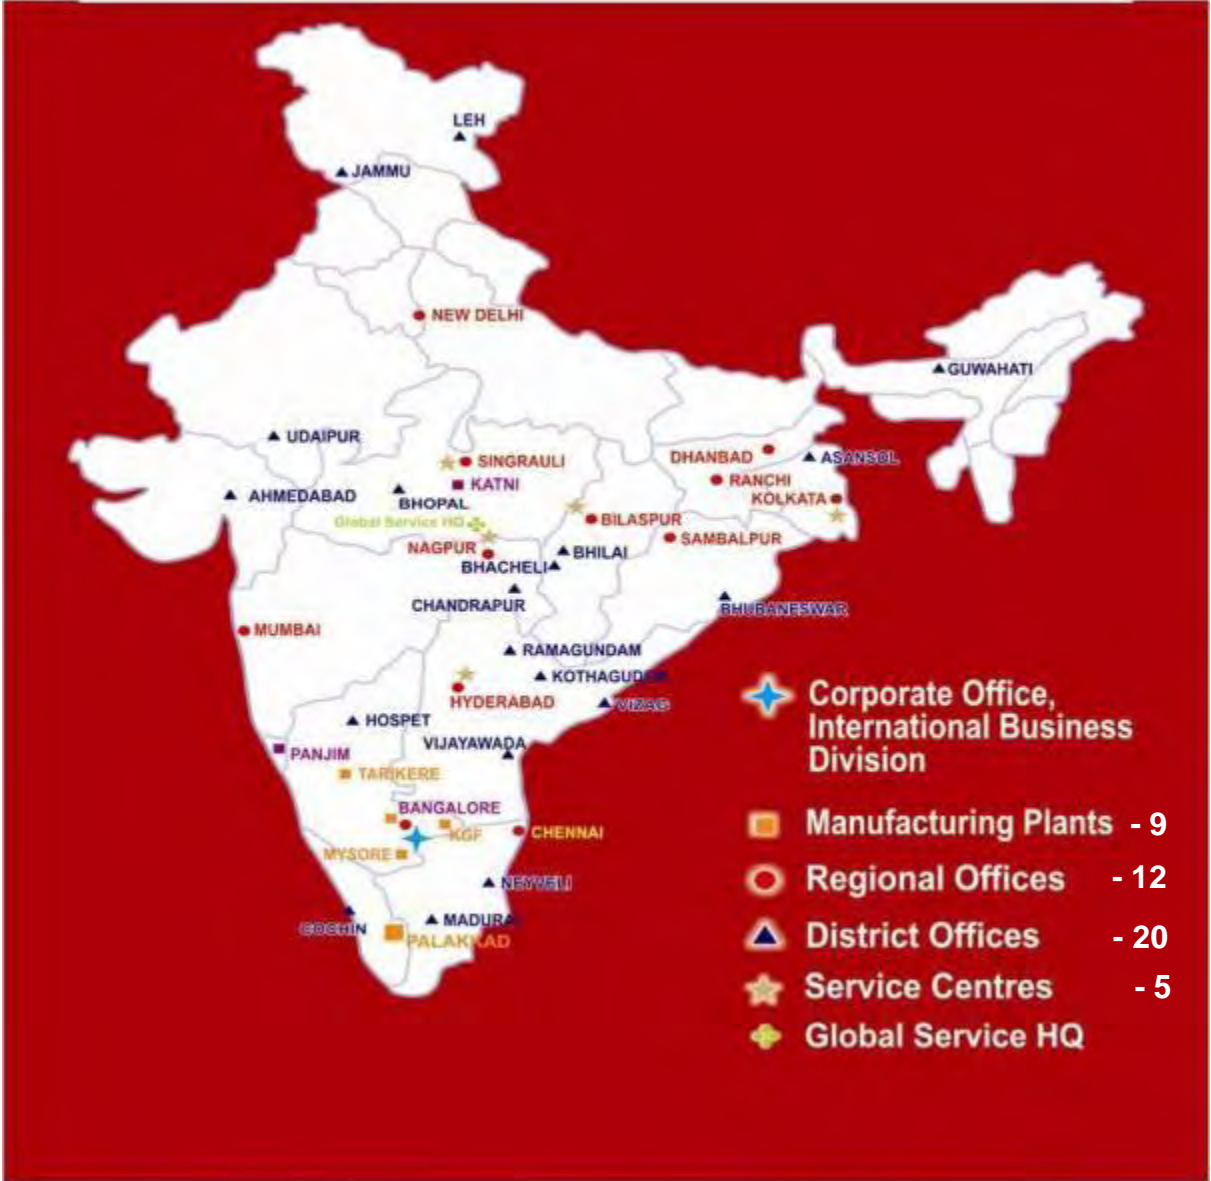 LEH
JAMMU
NEW DELHI
GUWAHATI
UDAIPUR
DHANBAD
ASANSOL
SINGRAULI
RANCHI
KATNI
AHMEDABAD
BHOPAL
KOLKATA
Global Service HQ
BILASPUR
SAMBALPUR
NAGPUR
BHILAI
BHACHELI
CHANDRAPUR
BHUBANESWAR
MUMBAI
RAMAGUNDAM
KOTHAGUDEM
HYDERABAD
VIZAG
HOSPET
VIJAYAWADA
PANJIM
TARIKERE
BANGALORE
KGF
CHENNAI
MYSORE
NEYVELI
COCHIN
MADURAI
PALAKKAD
Corporate Office,
International Business
Division
Manufacturing Plants - 9
Regional Offices - 12
District Offices - 20
Service Centres - 5
Global Service HQ